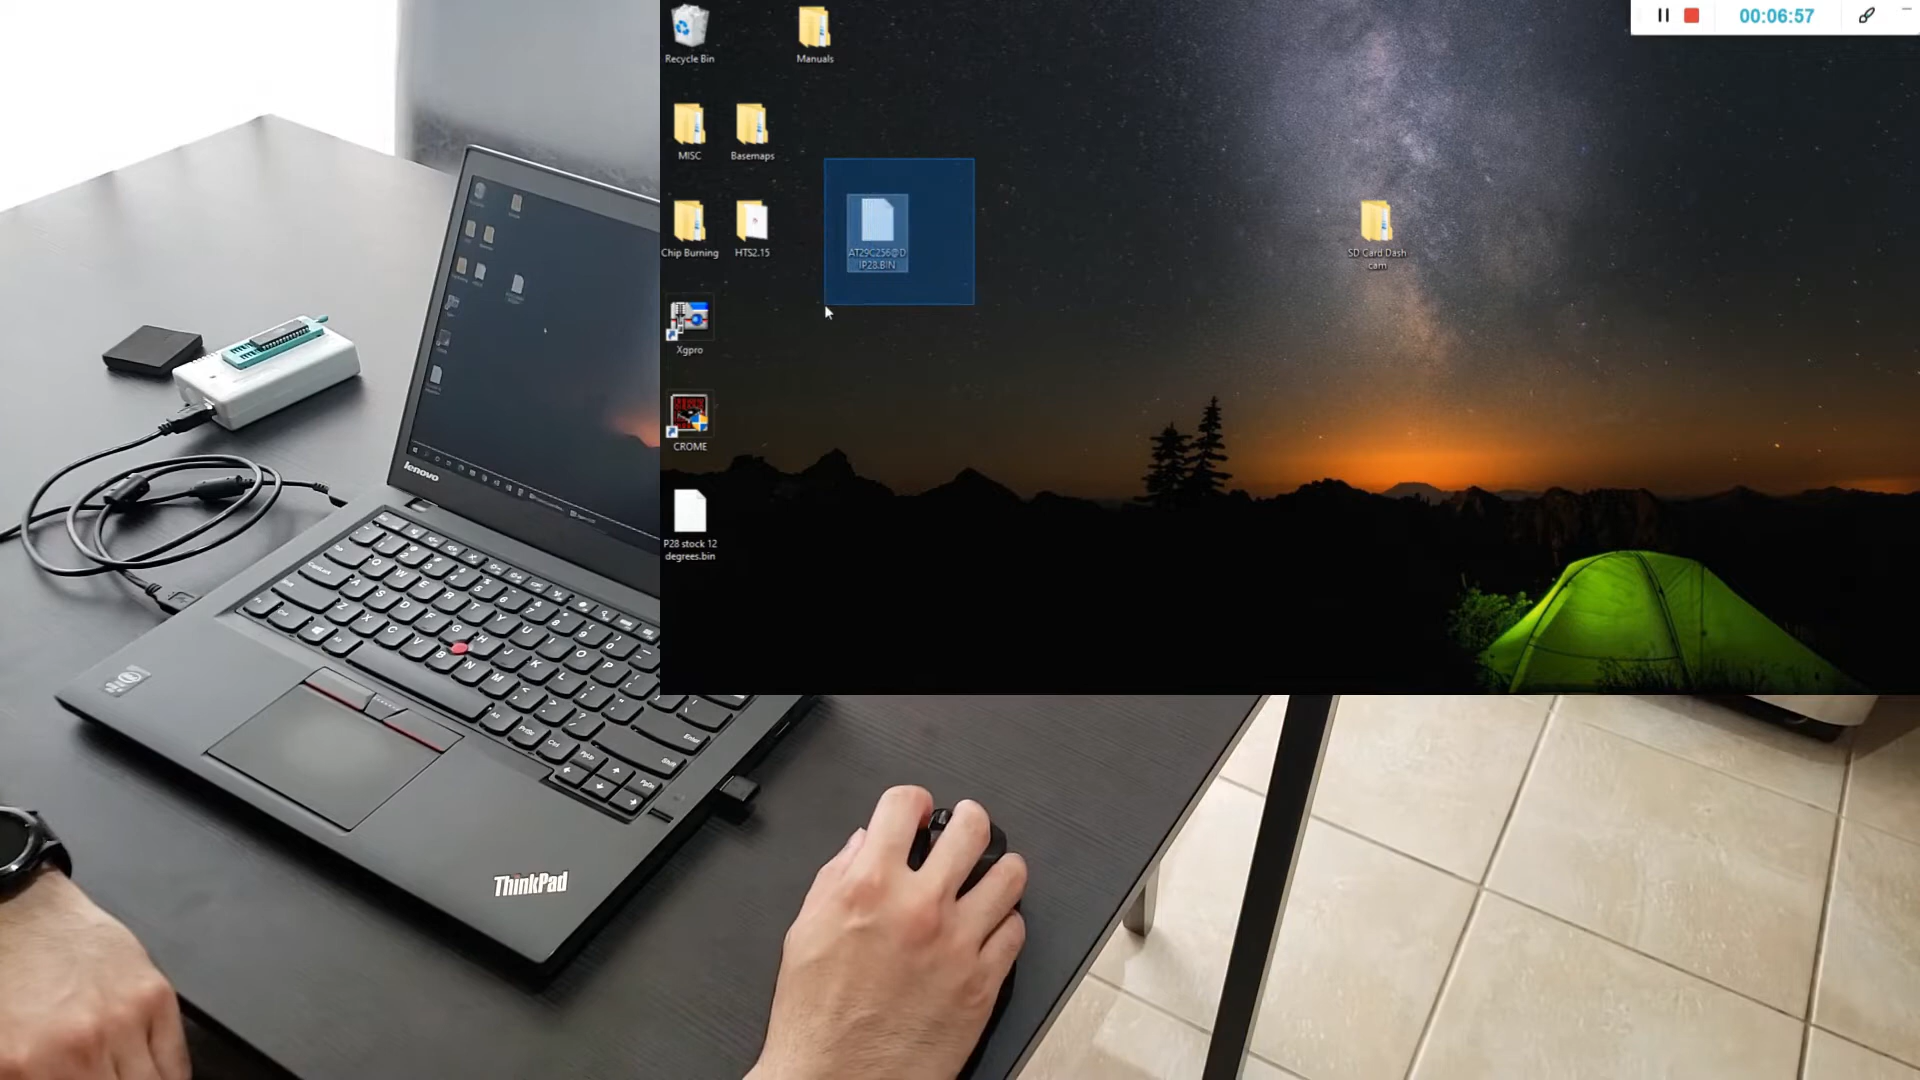 00:06:57
Recycle Bin
Manuals
MISC
Basemaps
Chip Burning
HTS2.15
AT29C256@D
IP28.BIN
SD Card Dash
cam
Xgpro
CROME
P28 stock 12
degrees.bin
lenovo
ThinkPad